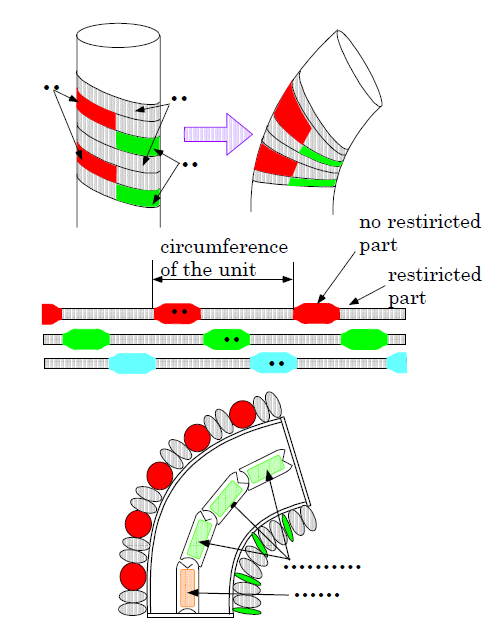 circumference
of the unit
no restiricted
part
restiricted
part